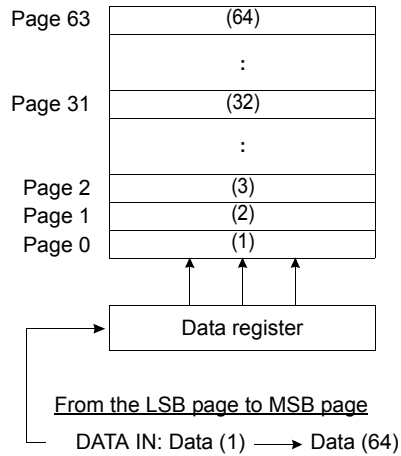 Page 63 (64)
:
Page 31 (32)
:
Page 2 (3)
Page 1 (2)
Page 0 (1)
Data register
From the LSB page to MSB page
DATA IN: Data (1) Data (64)